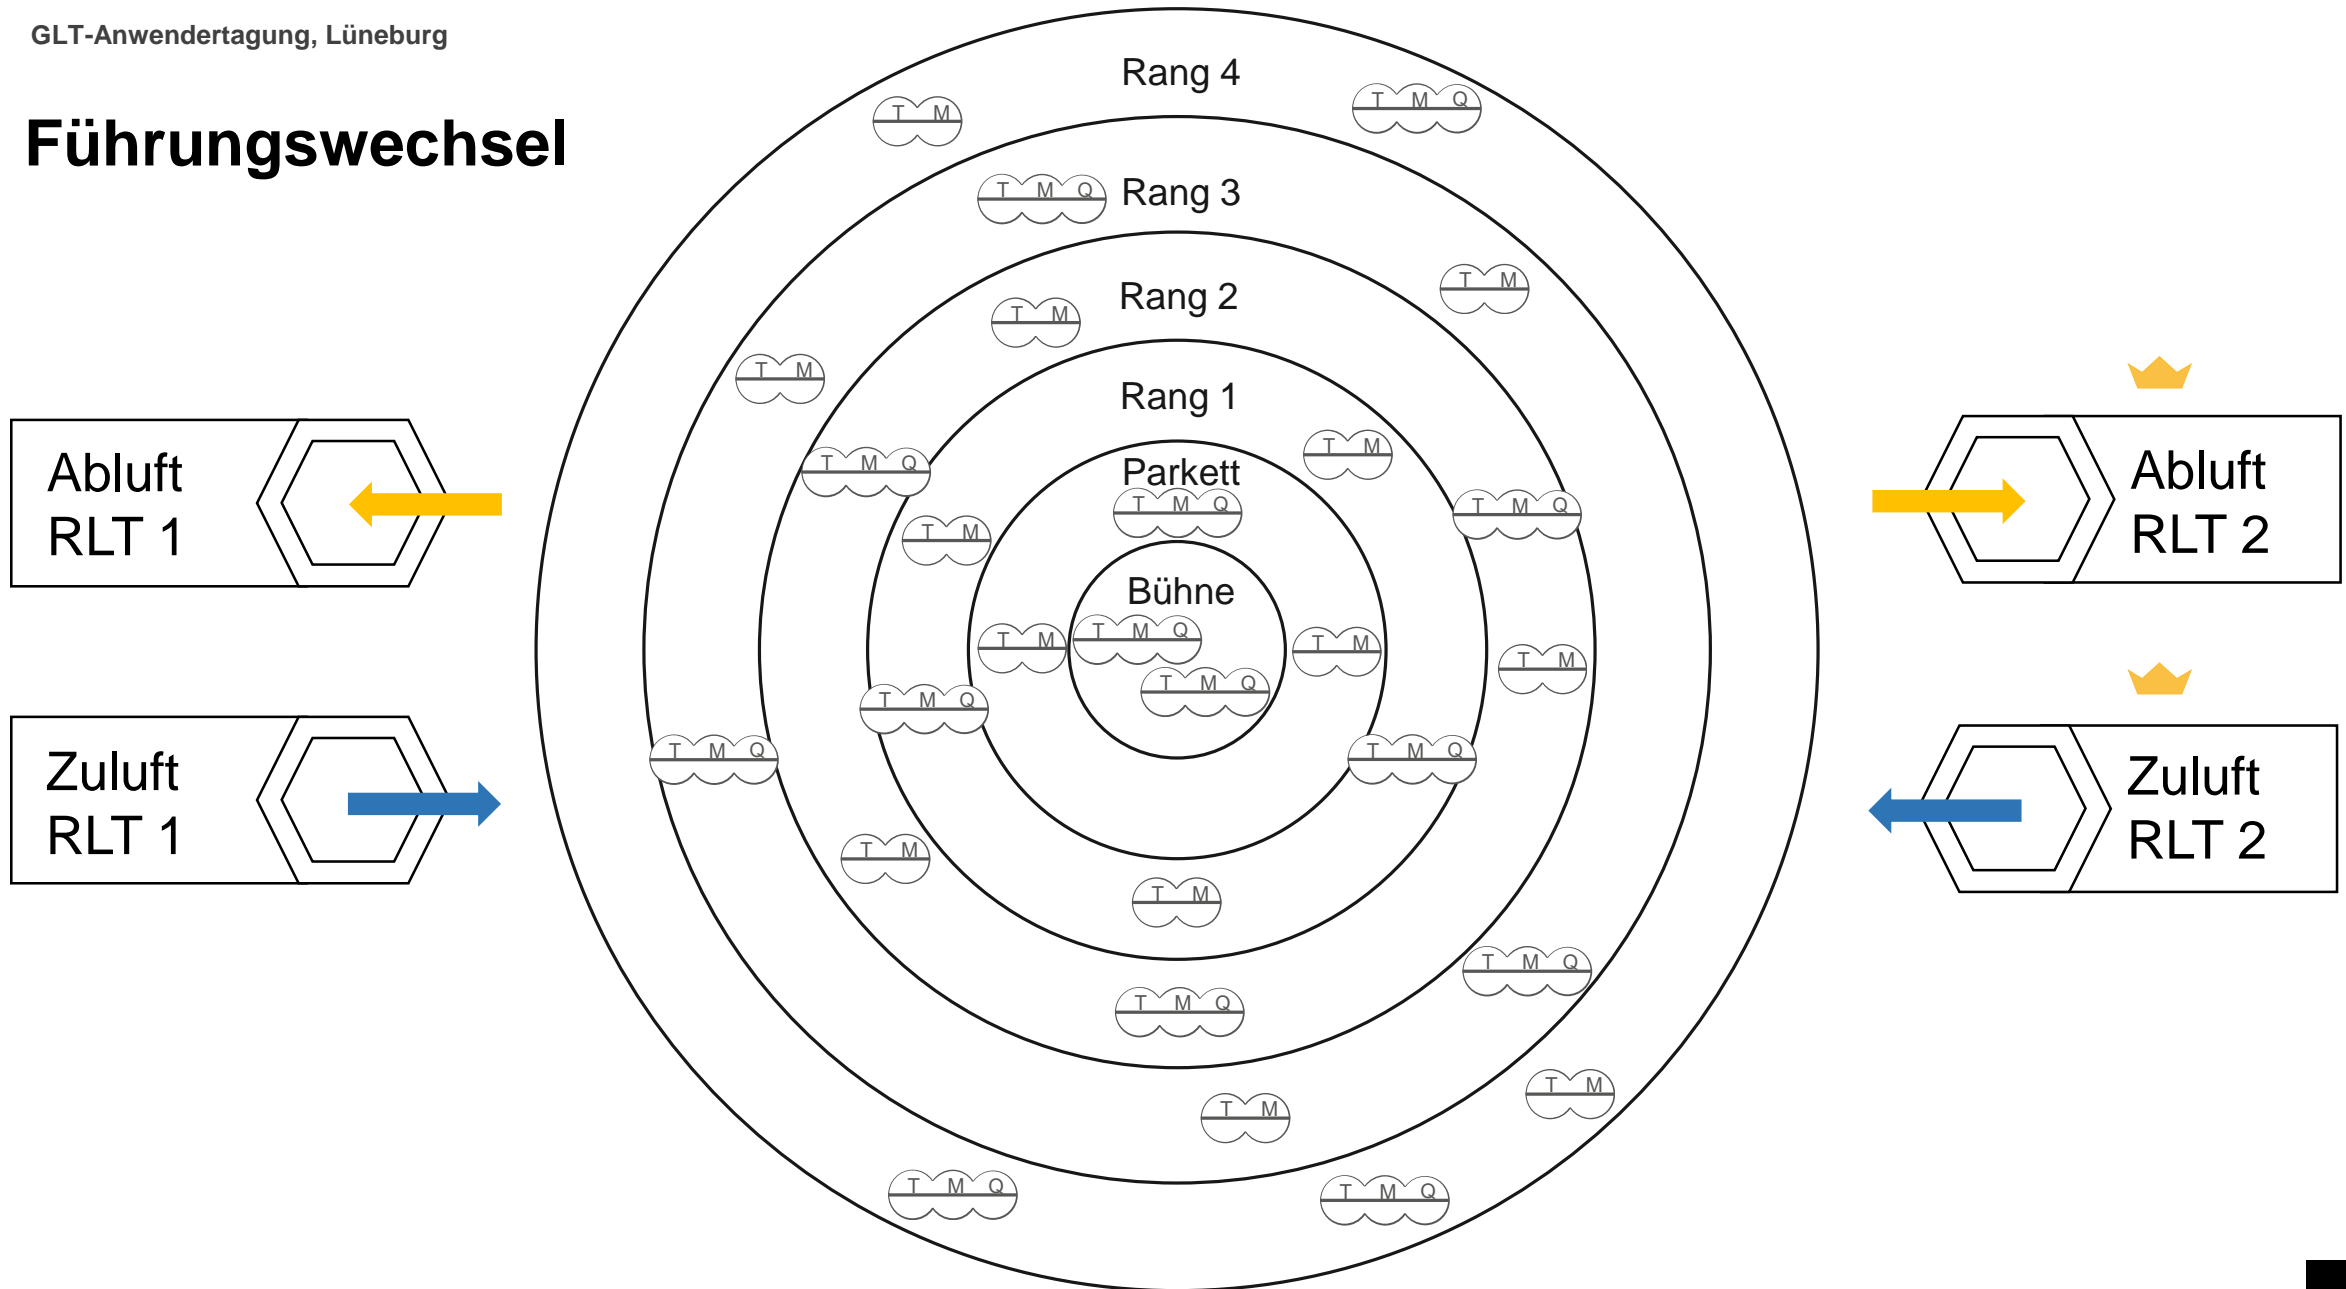 GLT-Anwendertagung, Lüneburg
Führungswechsel
Rang 4
T M
T M Q
T M Q
Rang 3
T M
Rang 2
T M
T M
Rang 1
T M
T M Q
Parkett
T M Q
T M Q
T M
Bühne
T M
T M Q
T M
T M
T M Q
T M Q
T M Q
T M Q
T M
T M
T M Q
T M Q
T M
T M
T M Q
T M Q
Abluft
RLT 1
Zuluft
RLT 1
Abluft
RLT 2
Zuluft
RLT 2